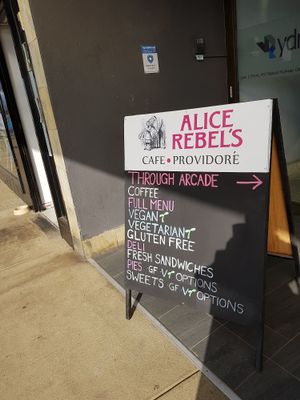 ALICE
REBEL'S
CAFE • PROVIDORÉ
THROUGH ARCADE →
COFFEE
FULL MENU
VEGAN
VEGETARIAN
GLUTEN FREE
DELI
FRESH SANDWICHES
PIES GF V OPTIONS
SWEETS GF V OPTIONS